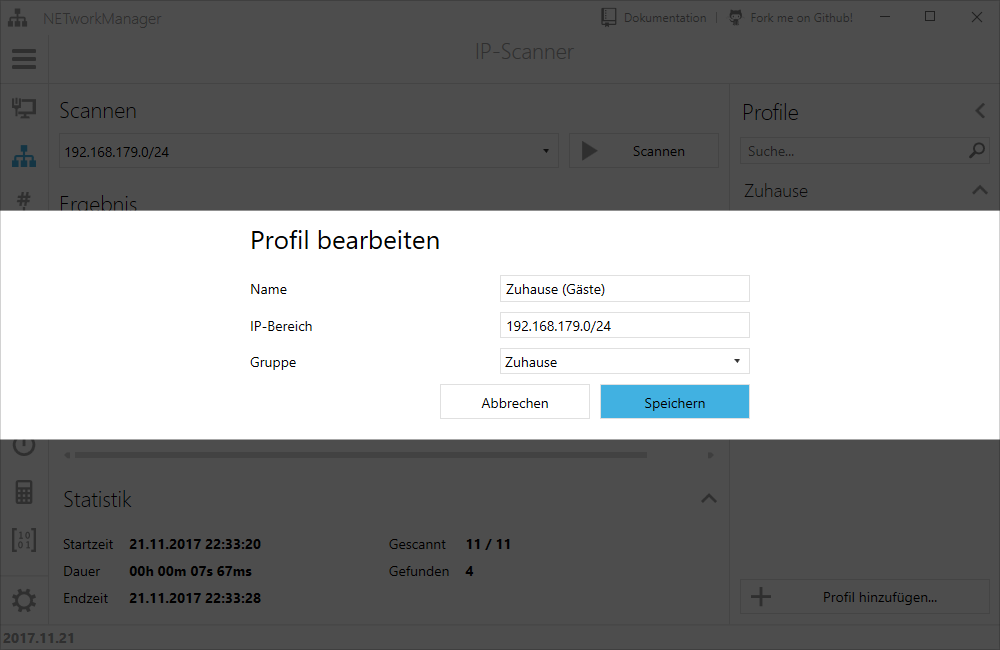 NETworkManager
Dokumentation | Fork me on Github!
IP-Scanner
Scannen
192.168.179.0/24
Scannen
Ergebnis
Profile
Suche...
Zuhause
Profil bearbeiten
Name Zuhause (Gäste)
IP-Bereich 192.168.179.0/24
Gruppe Zuhause
Abbrechen Speichern
Statistik
Startzeit 21.11.2017 22:33:20 Gescannt 11 / 11
Dauer 00h 00m 07s 67ms Gefunden 4
Endzeit 21.11.2017 22:33:28
Profil hinzufügen...
2017.11.21